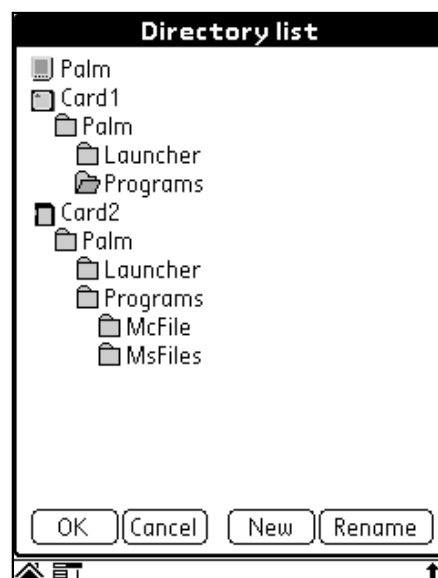 Directory list
Palm
Card1
Palm
Launcher
Programs
Card2
Palm
Launcher
Programs
McFile
MsFiles
OK Cancel New Rename